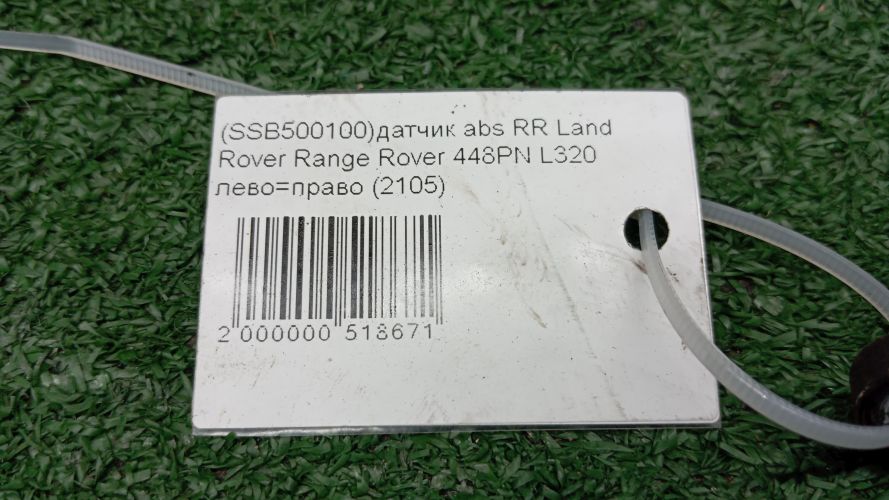 (SSB500100)датчик abs RR Land
Rover Range Rover 448PN L320
лево=право (2105)
2 000000 518671